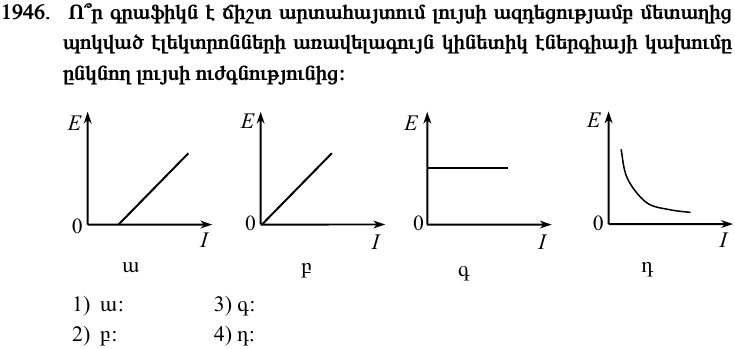 1946. Ո՞ր գրաֆիկն է ճիշտ արտահայտում լույսի ազդեցությամբ մետաղից
պոկված էլեկտրոնների առավելագույն կինետիկ էներգիայի կախումը
ընկնող լույսի ուժգնությունից:
E E E E
0 I 0 I 0 I 0 I
ա բ գ դ
1) ա: 3) գ:
2) բ: 4) դ: